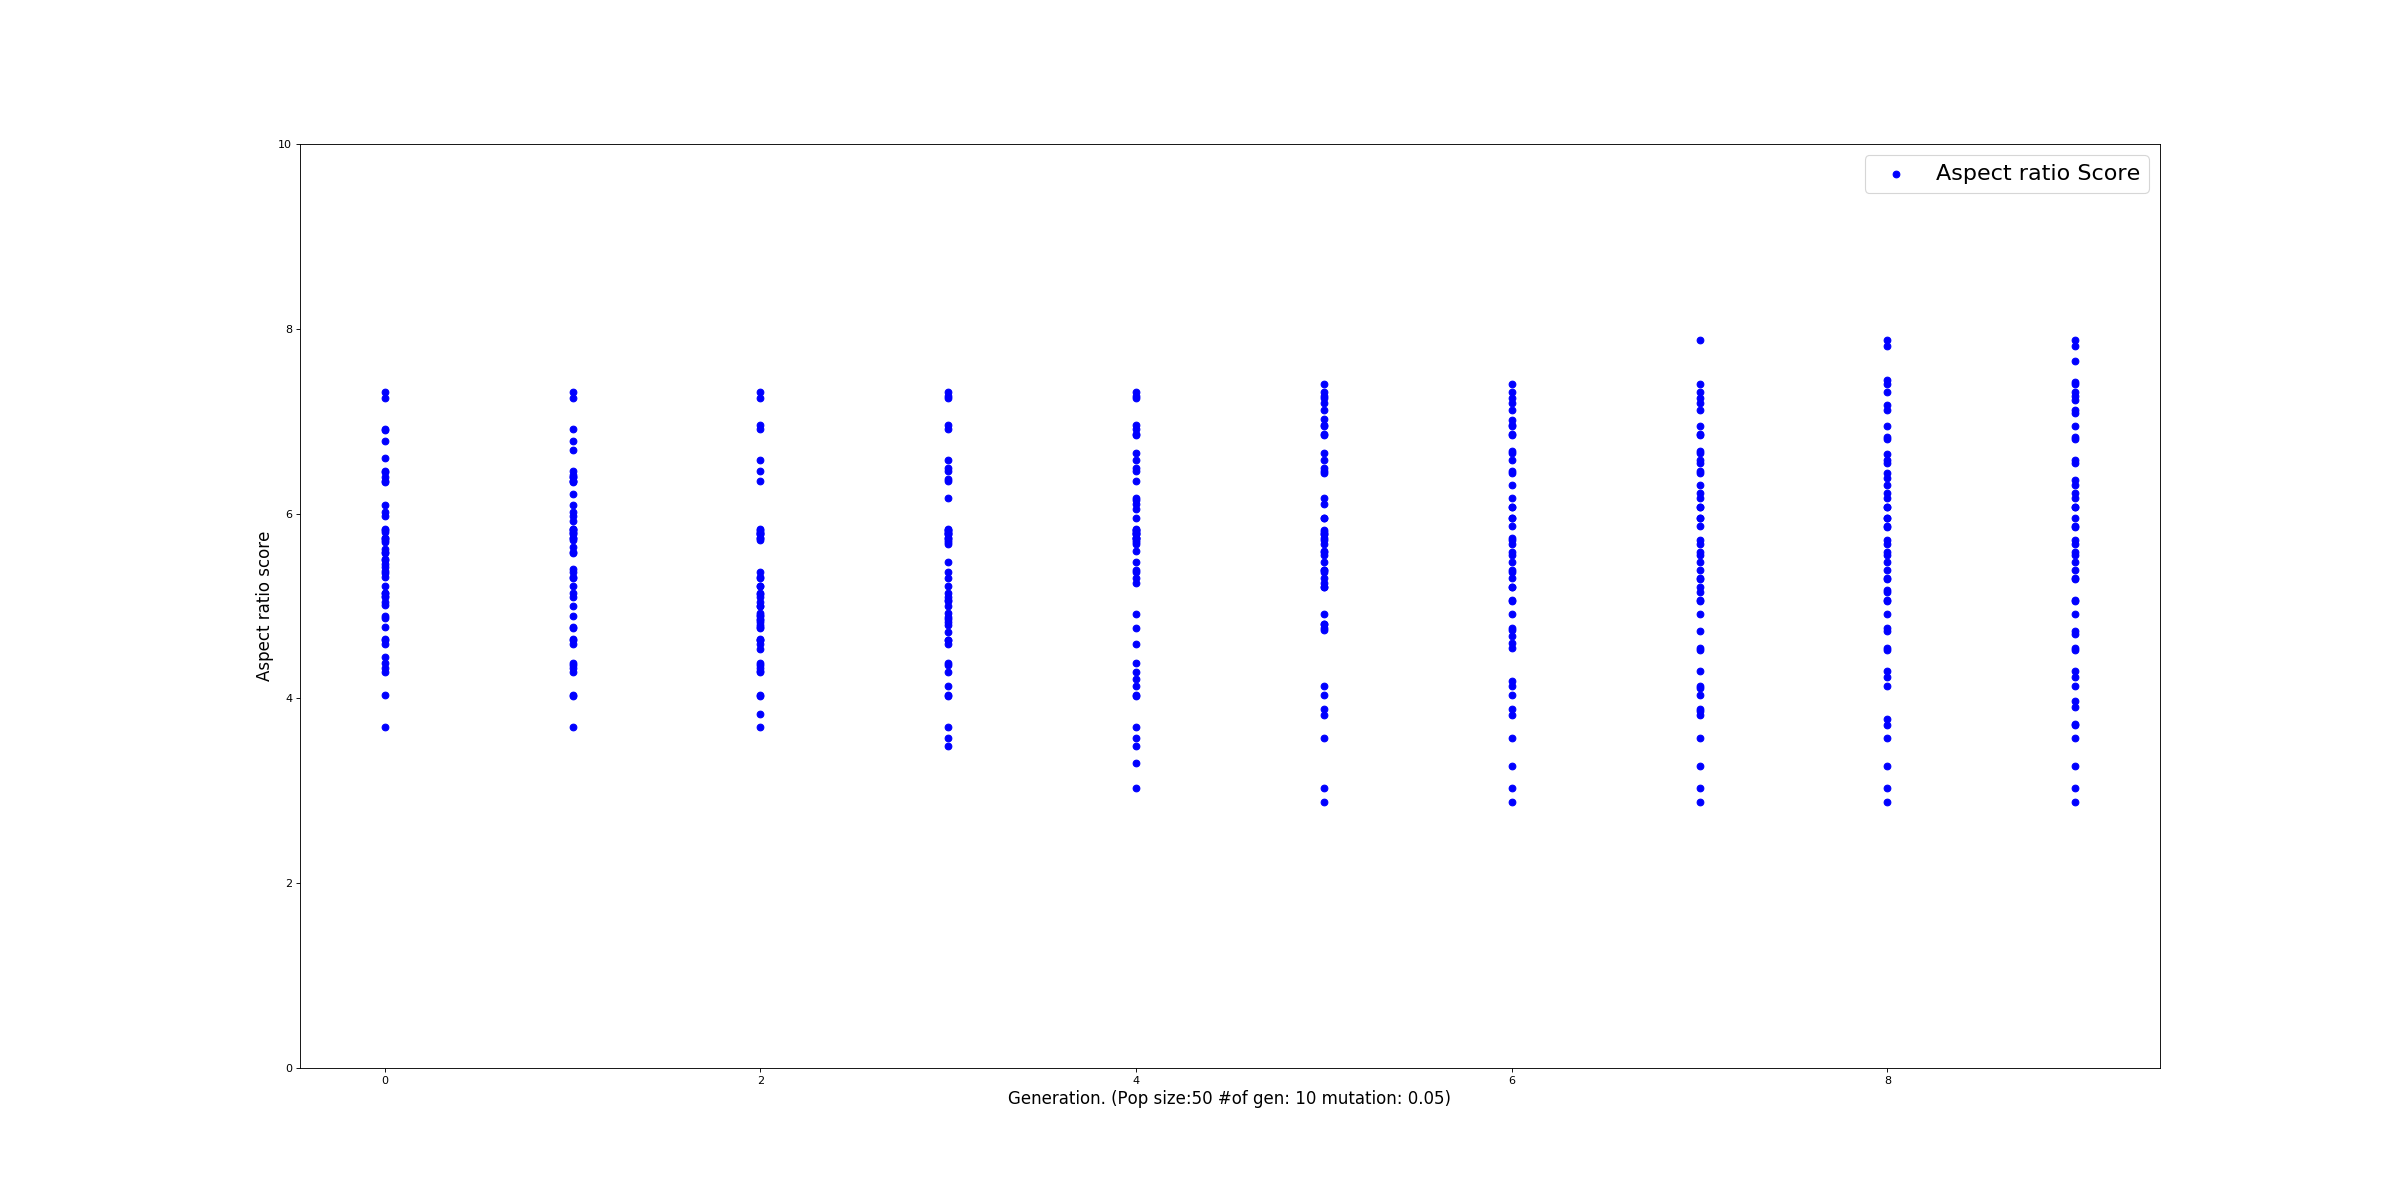 Aspect ratio Score
10
8
6
4
2
0
Aspect ratio score
0 2 4 6 8
Generation. (Pop size:50 #of gen: 10 mutation: 0.05)